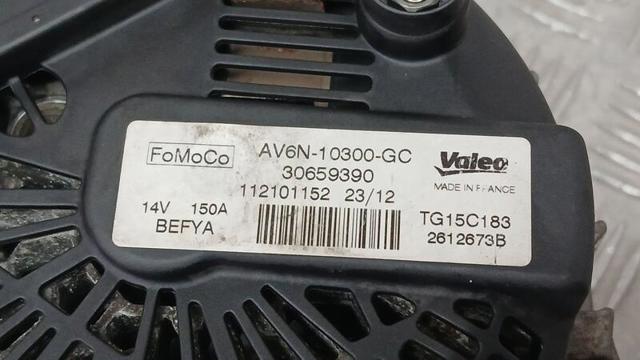 FoMoCo AV6N-10300-GC Valeo
30659390 MADE IN FRANCE
112101152 23/12
14V 150A TG15C183
BEFYA 2612673B